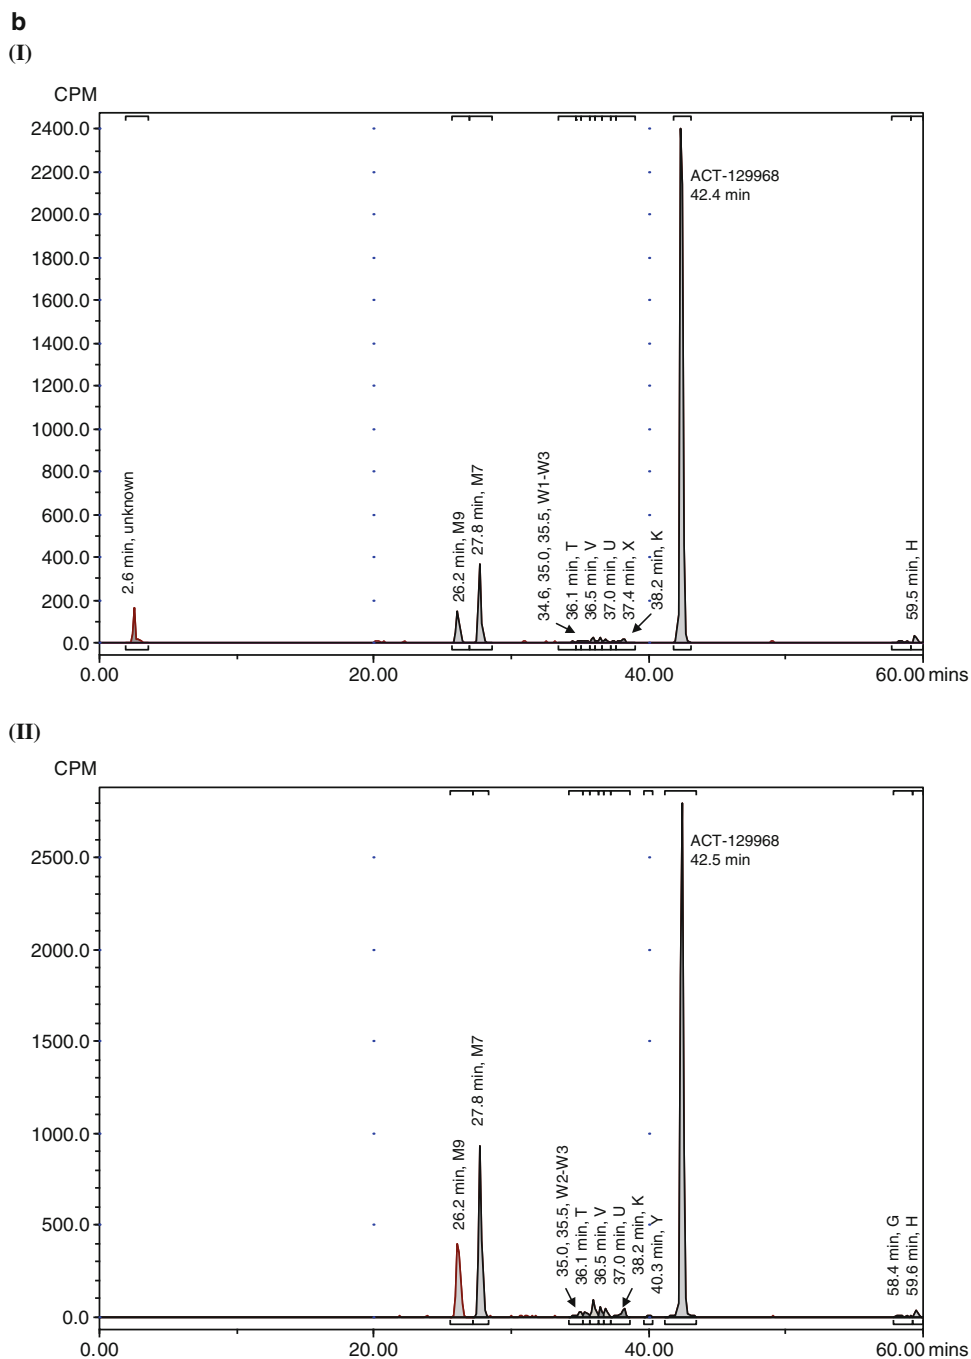 b
(I)
CPM
2400.0
2200.0
2000.0
1800.0
1600.0
1400.0
1200.0
1000.0
800.0
600.0
400.0
200.0
0.0
2.6 min, unknown
26.2 min, M9
27.8 min, M7
34.6, 35.0, 35.5, W1-W3
36.1 min, T
36.5 min, V
37.0 min, U
37.4 min, X
38.2 min, K
ACT-129968
42.4 min
59.5 min, H
0.00 20.00 40.00 60.00 mins
(II)
CPM
2500.0
2000.0
1500.0
1000.0
500.0
0.0
26.2 min, M9
27.8 min, M7
35.0, 35.5, W2-W3
36.1 min, T
36.5 min, V
37.0 min, U
38.2 min, K
40.3 min, Y
ACT-129968
42.5 min
58.4 min, G
59.6 min, H
0.00 20.00 40.00 60.00 mins